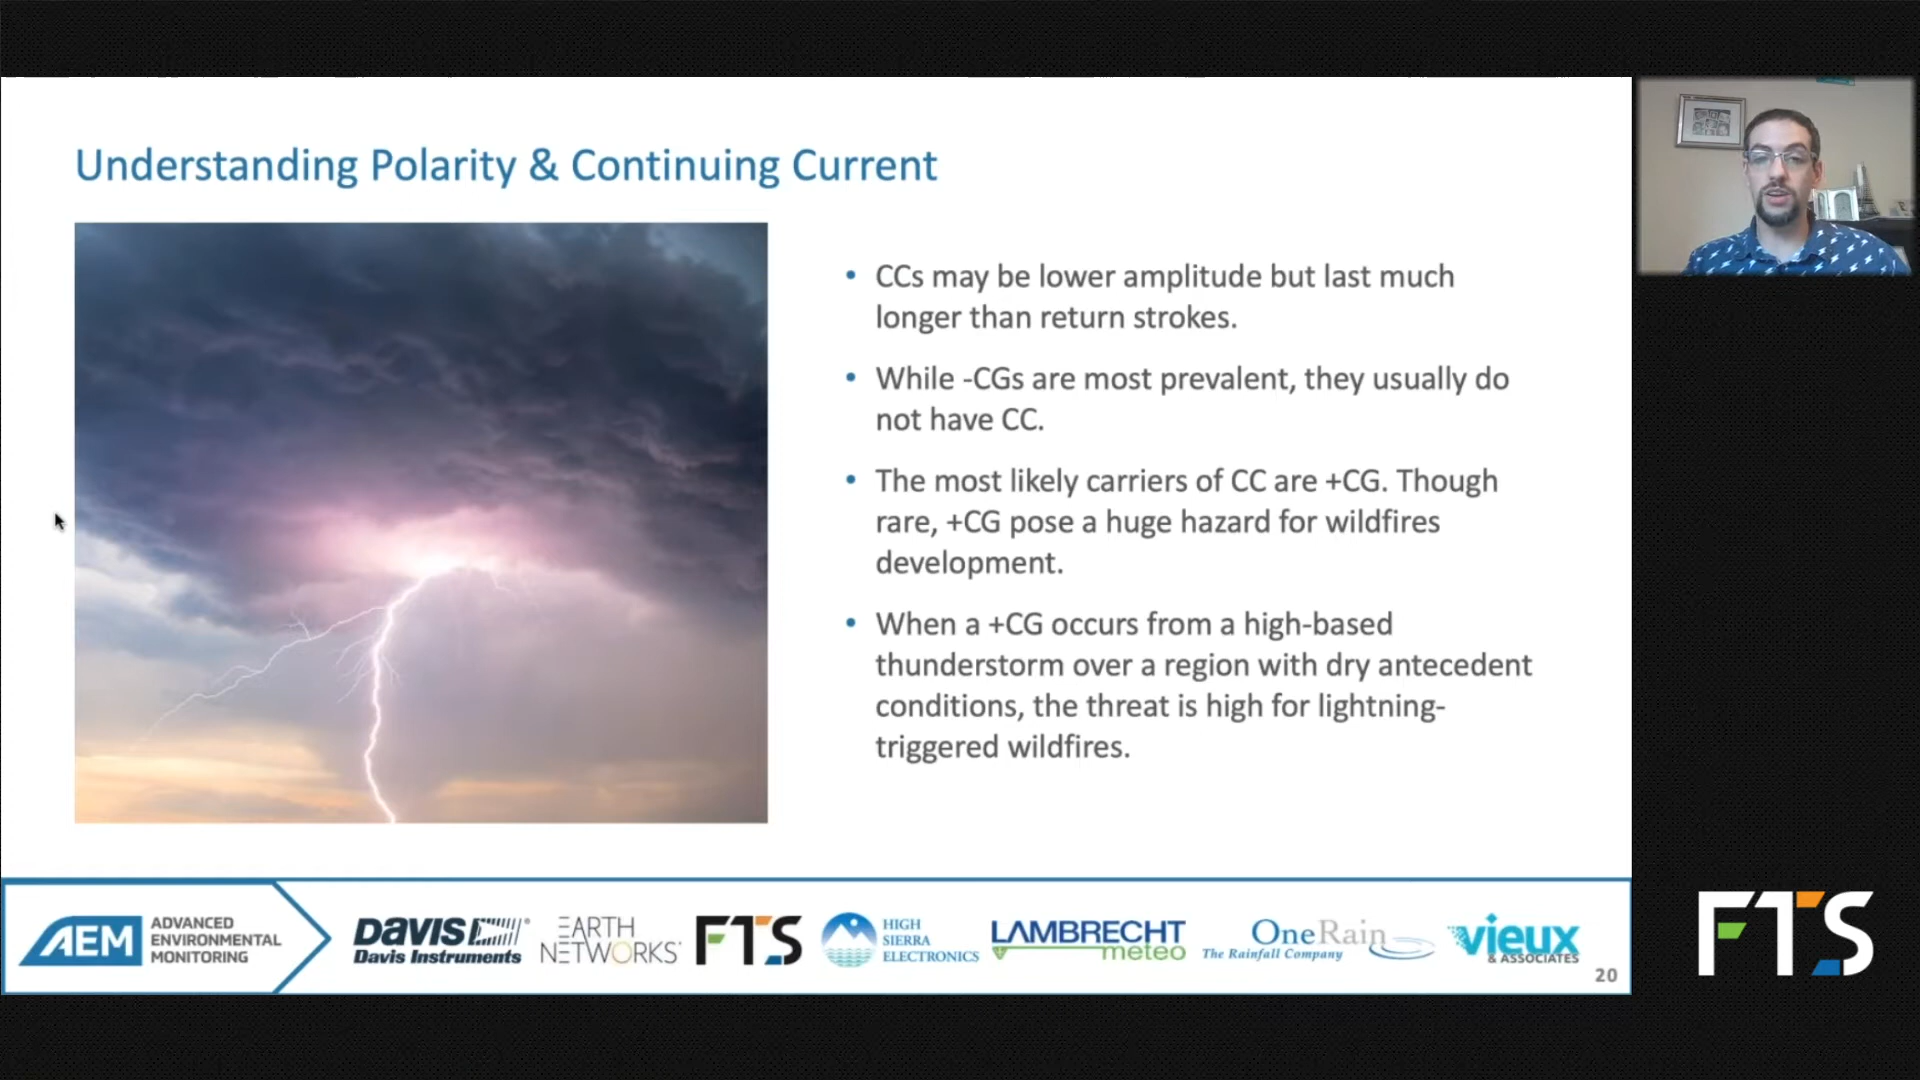 Understanding Polarity & Continuing Current
• CCs may be lower amplitude but last much
longer than return strokes.
• While -CGs are most prevalent, they usually do
not have CC.
• The most likely carriers of CC are +CG. Though
rare, +CG pose a huge hazard for wildfires
development.
• When a +CG occurs from a high-based
thunderstorm over a region with dry antecedent
conditions, the threat is high for lightning-
triggered wildfires.
AEM
ADVANCED
ENVIRONMENTAL
MONITORING
DAVIS
Davis Instruments
EARTH
NETWORKS
FTS
HIGH
SIERRA
ELECTRONICS
LAMBRECHT
meteo
OneRain
The Rainfall Company
vieux
& ASSOCIATES
20
FTS